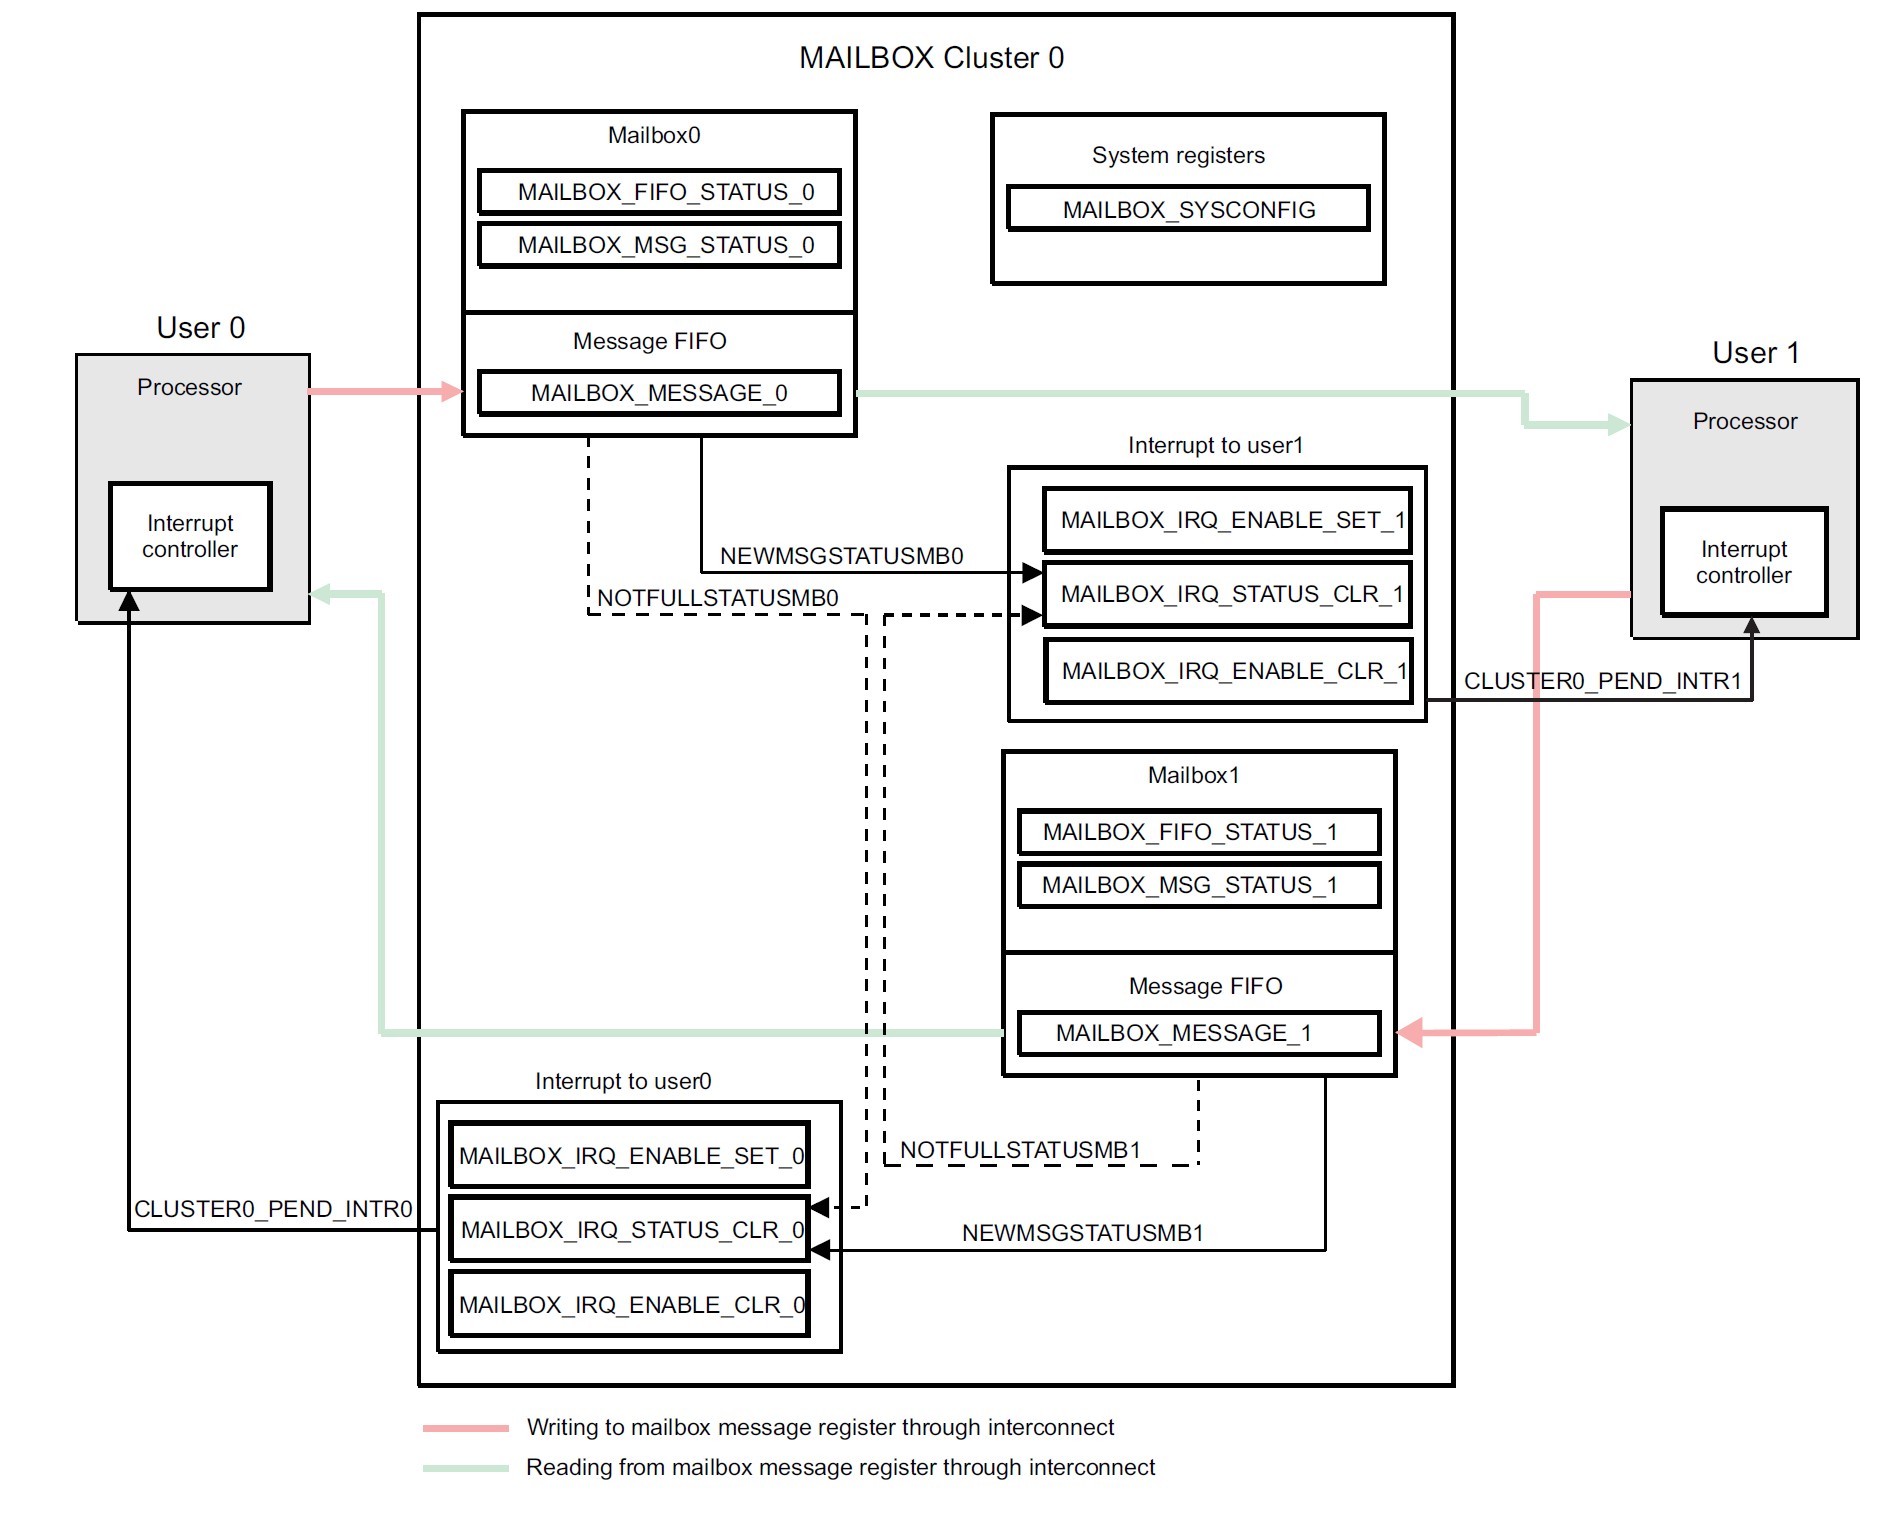 MAILBOX Cluster 0
Mailbox0
MAILBOX_FIFO_STATUS_0
MAILBOX_MSG_STATUS_0
Message FIFO
MAILBOX_MESSAGE_0
System registers
MAILBOX_SYSCONFIG
User 0
Processor
Interrupt
controller
User 1
Processor
Interrupt
controller
Interrupt to user1
MAILBOX_IRQ_ENABLE_SET_1
MAILBOX_IRQ_STATUS_CLR_1
MAILBOX_IRQ_ENABLE_CLR_1
NEWMSGSTATUSMB0
NOTFULLSTATUSMB0
CLUSTER0_PEND_INTR1
Mailbox1
MAILBOX_FIFO_STATUS_1
MAILBOX_MSG_STATUS_1
Message FIFO
MAILBOX_MESSAGE_1
Interrupt to user0
MAILBOX_IRQ_ENABLE_SET_0
MAILBOX_IRQ_STATUS_CLR_0
MAILBOX_IRQ_ENABLE_CLR_0
NOTFULLSTATUSMB1
NEWMSGSTATUSMB1
CLUSTER0_PEND_INTR0
Writing to mailbox message register through interconnect
Reading from mailbox message register through interconnect